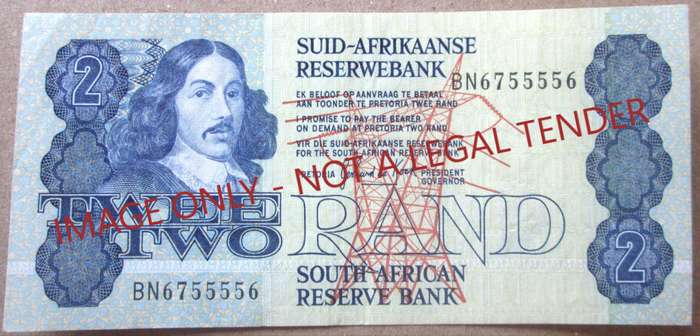 2
SUID-AFRIKAANSE
RESERWEBANK
BN6755556
EK BELOOF OP AANVRAAG TE BETAAL
AAN TOONDER TE PRETORIA TWEE RAND
I PROMISE TO PAY THE BEARER
ON DEMAND AT PRETORIA TWO RAND
VIR DIE SUID-AFRIKAANSE RESERWEBANK
FOR THE SOUTH AFRICAN RESERVE BANK
PRETORIA
PRESIDENT
GOVERNOR
IMAGE ONLY - NOT A LEGAL TENDER
TWEE
TWO
RAND
2
SOUTH AFRICAN
RESERVE BANK
BN6755556